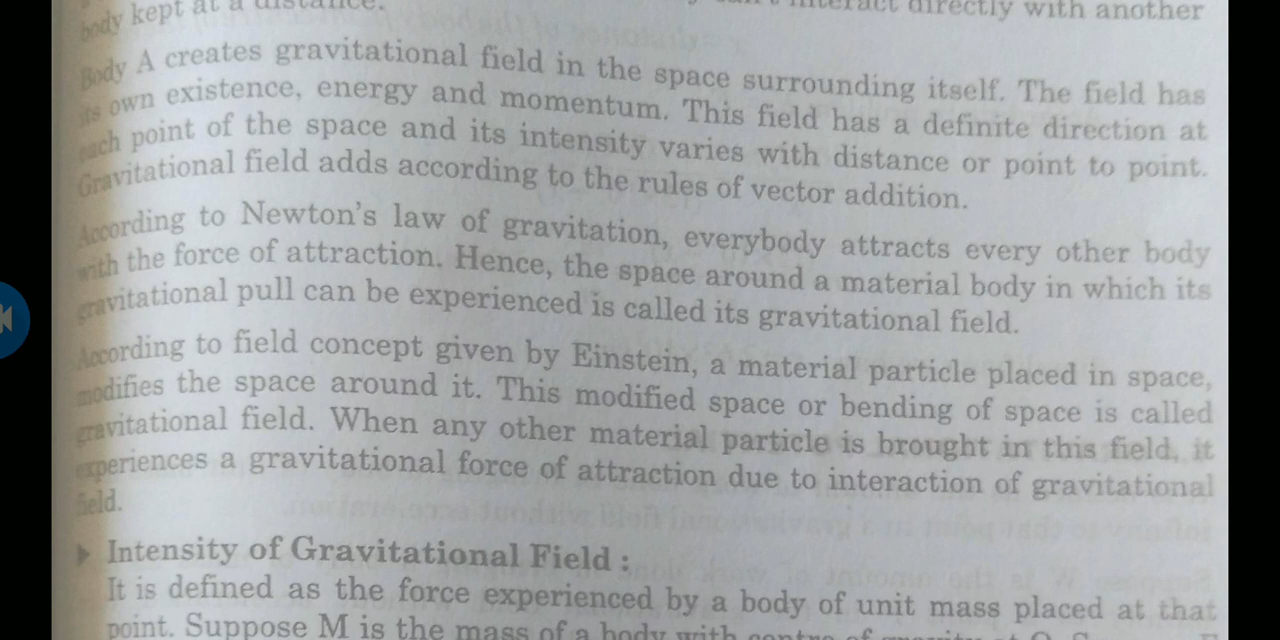 body kept at a distance. interact directly with another
Body A creates gravitational field in the space surrounding itself. The field has
its own existence, energy and momentum. This field has a definite direction at
each point of the space and its intensity varies with distance or point to point.
Gravitational field adds according to the rules of vector addition.
According to Newton's law of gravitation, everybody attracts every other body
with the force of attraction. Hence, the space around a material body in which its
gravitational pull can be experienced is called its gravitational field.
According to field concept given by Einstein, a material particle placed in space,
modifies the space around it. This modified space or bending of space is called
gravitational field. When any other material particle is brought in this field, it
experiences a gravitational force of attraction due to interaction of gravitational
field.
Intensity of Gravitational Field :
It is defined as the force experienced by a body of unit mass placed at that
point. Suppose M is the mass of a body with centre of gravity at O.